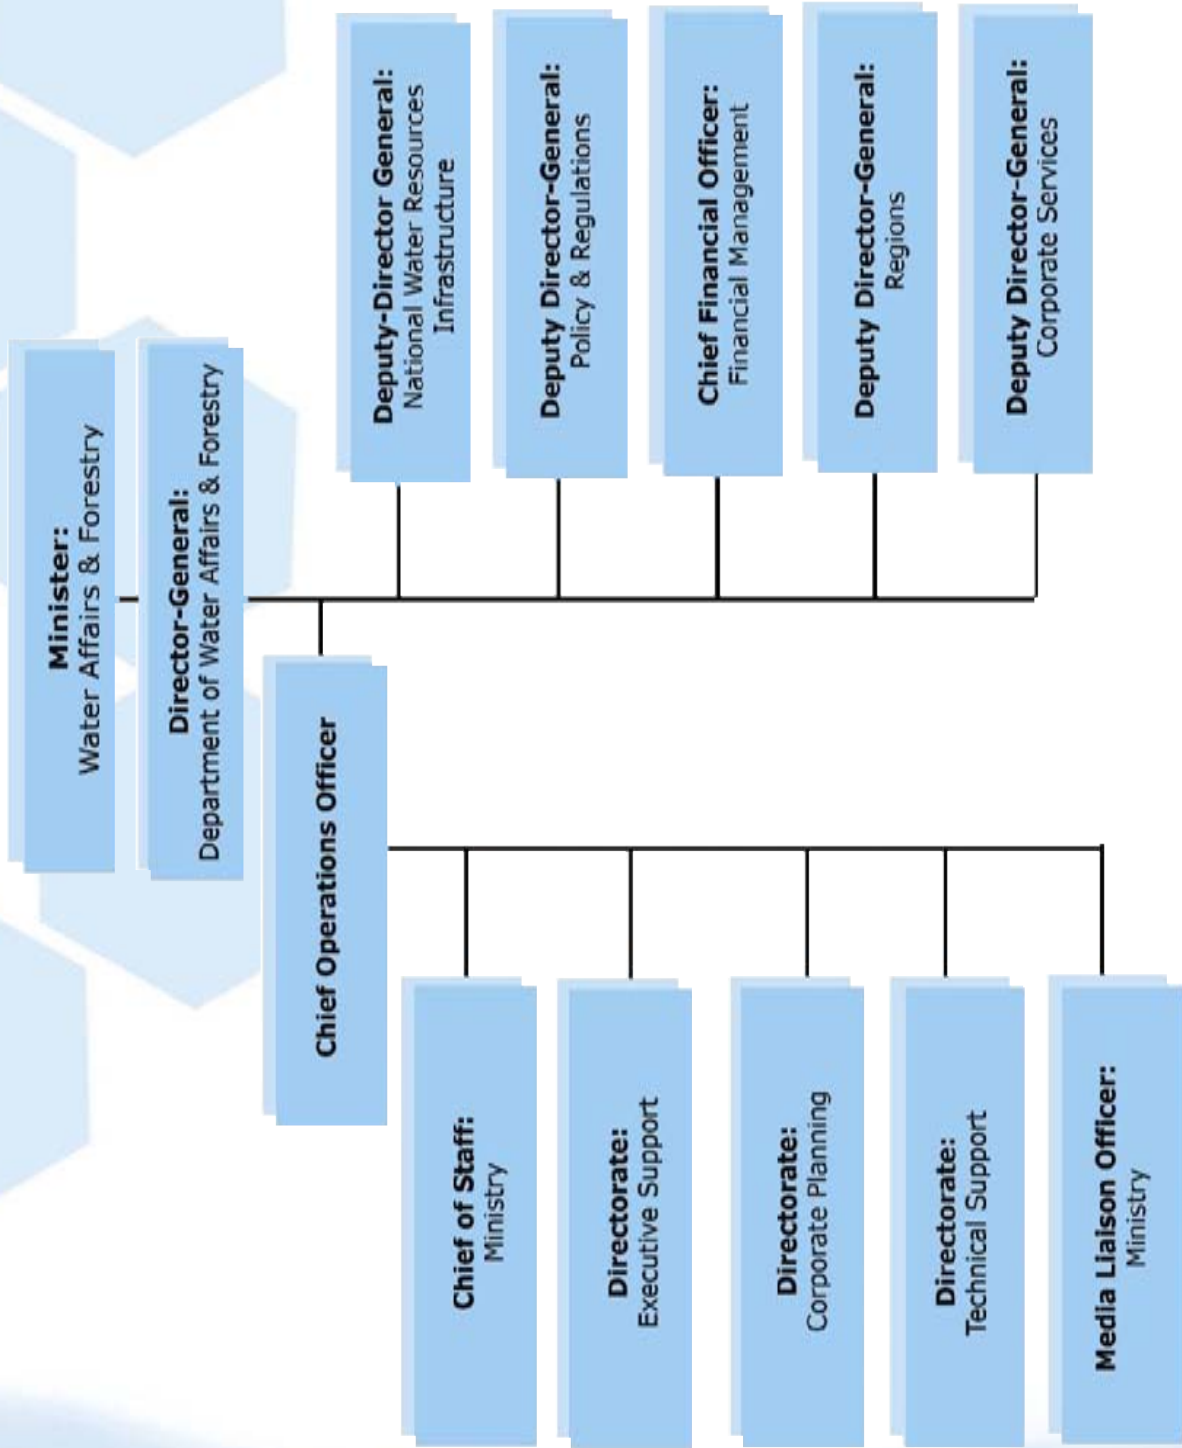 Minister:
Water Affairs & Forestry
Director-General:
Department of Water Affairs & Forestry
Chief Operations Officer
Deputy-Director General:
National Water Resources
Infrastructure
Deputy Director-General:
Policy & Regulations
Chief Financial Officer:
Financial Management
Deputy Director-General:
Regions
Deputy Director-General:
Corporate Services
Chief of Staff:
Ministry
Directorate:
Executive Support
Directorate:
Corporate Planning
Directorate:
Technical Support
Media Liaison Officer:
Ministry